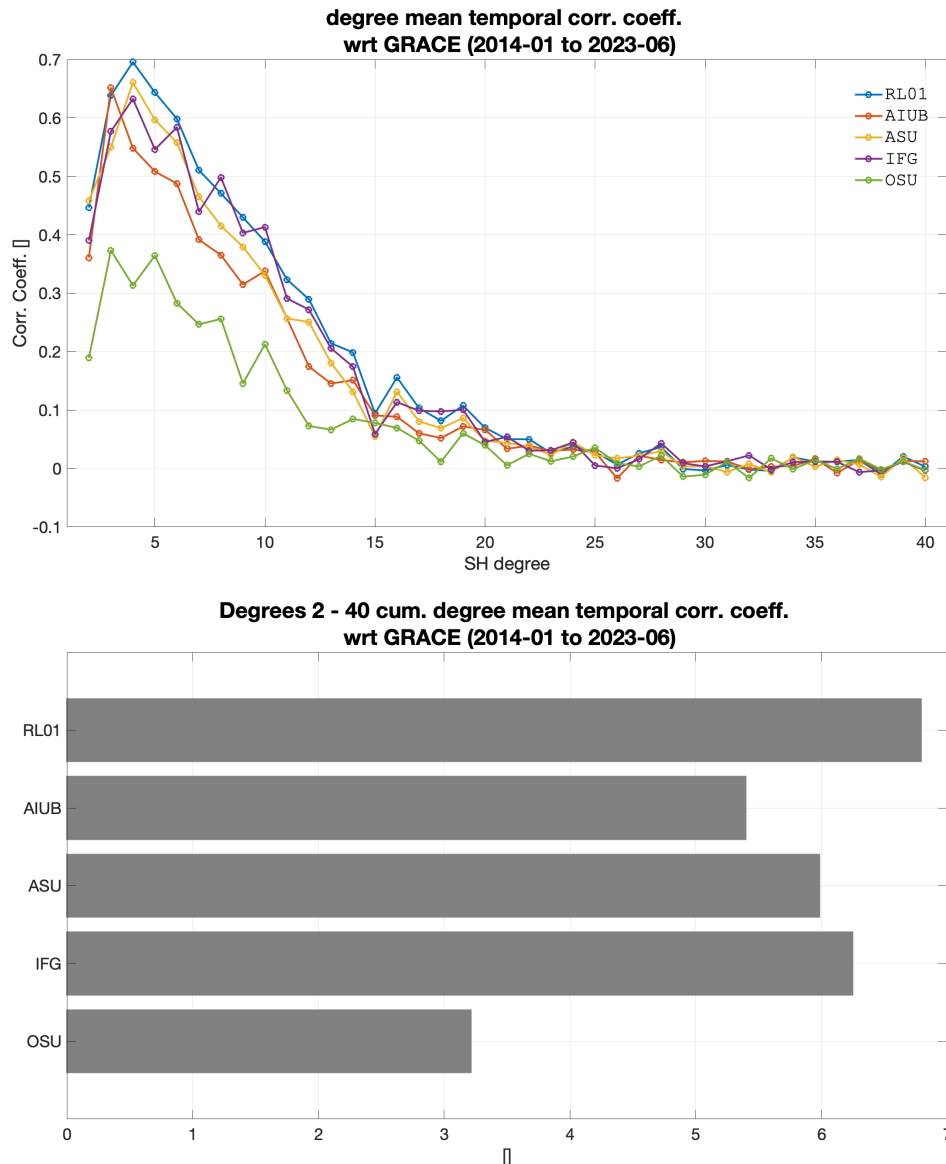 degree mean temporal corr. coeff.
wrt GRACE (2014-01 to 2023-06)
0.7
0.6
0.5
0.4
0.3
0.2
0.1
0
-0.1
Corr. Coeff. []
RL01
AIUB
ASU
IFG
OSU
5 10 15 20 25 30 35 40
SH degree
Degrees 2 - 40 cum. degree mean temporal corr. coeff.
wrt GRACE (2014-01 to 2023-06)
RL01
AIUB
ASU
IFG
OSU
0 1 2 3 4 5 6 7
[]